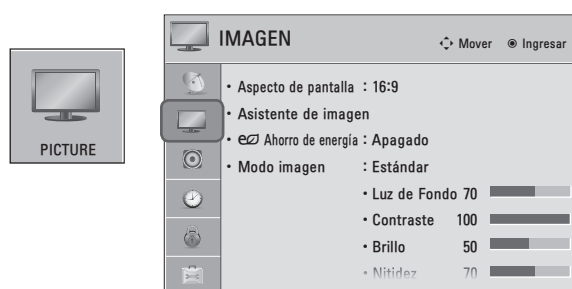 IMAGEN
Mover Ingresar
PICTURE
• Aspecto de pantalla : 16:9
• Asistente de imagen
• Ahorro de energía : Apagado
• Modo imagen : Estándar
• Luz de Fondo 70
• Contraste 100
• Brillo 50
• Nitidez 70